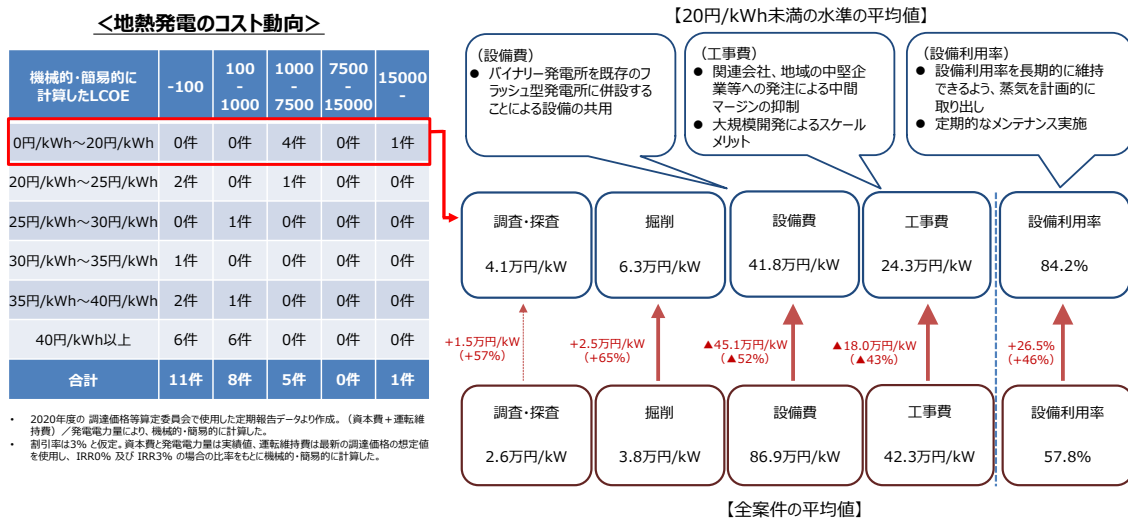 ＜地熱発電のコスト動向＞
機械的・簡易的に
計算したLCOE
-100
100
-
1000
1000
-
7500
7500
-
15000
15000
-
0円/kWh～20円/kWh 0件 0件 4件 0件 1件
20円/kWh～25円/kWh 2件 0件 1件 0件 0件
25円/kWh～30円/kWh 0件 1件 0件 0件 0件
30円/kWh～35円/kWh 1件 0件 0件 0件 0件
35円/kWh～40円/kWh 2件 1件 0件 0件 0件
40円/kWh以上 6件 6件 0件 0件 0件
合計 11件 8件 5件 0件 1件
• 2020年度の 調達価格等算定委員会で使用した定期報告データより作成。（資本費＋運転維
持費）／発電電力量により、機械的・簡易的に計算した。
• 割引率は3% と仮定。資本費と発電電力量は実績値、運転維持費は最新の調達価格の想定値
を使用し、 IRR0% 及び IRR3% の場合の比率をもとに機械的・簡易的に計算した。
【20円/kWh未満の水準の平均値】
（設備費）
● バイナリー発電所を既存のフ
ラッシュ型発電所に併設する
ことによる設備の共用
（工事費）
● 関連会社、地域の中堅企
業等への発注による中間
マージンの抑制
● 大規模開発によるスケール
メリット
（設備利用率）
● 設備利用率を長期的に維持
できるよう、蒸気を計画的に
取り出し
● 定期的なメンテナンス実施
調査・探査
4.1万円/kW
掘削
6.3万円/kW
設備費
41.8万円/kW
工事費
24.3万円/kW
設備利用率
84.2%
+1.5万円/kW
(+57%)
+2.5万円/kW
(+65%)
▲45.1万円/kW
(▲52%)
▲18.0万円/kW
(▲43%)
+26.5%
(+46%)
調査・探査
2.6万円/kW
掘削
3.8万円/kW
設備費
86.9万円/kW
工事費
42.3万円/kW
設備利用率
57.8%
【全案件の平均値】